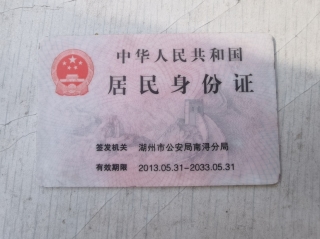 中华人民共和国
居民身份证
签发机关 湖州市公安局南浔分局
有效期限 2013.05.31-2033.05.31